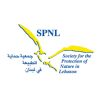 SPNL
جمعية حماية
الطبيعة
في لبنان
Society for the
Protection of
Nature in
Lebanon